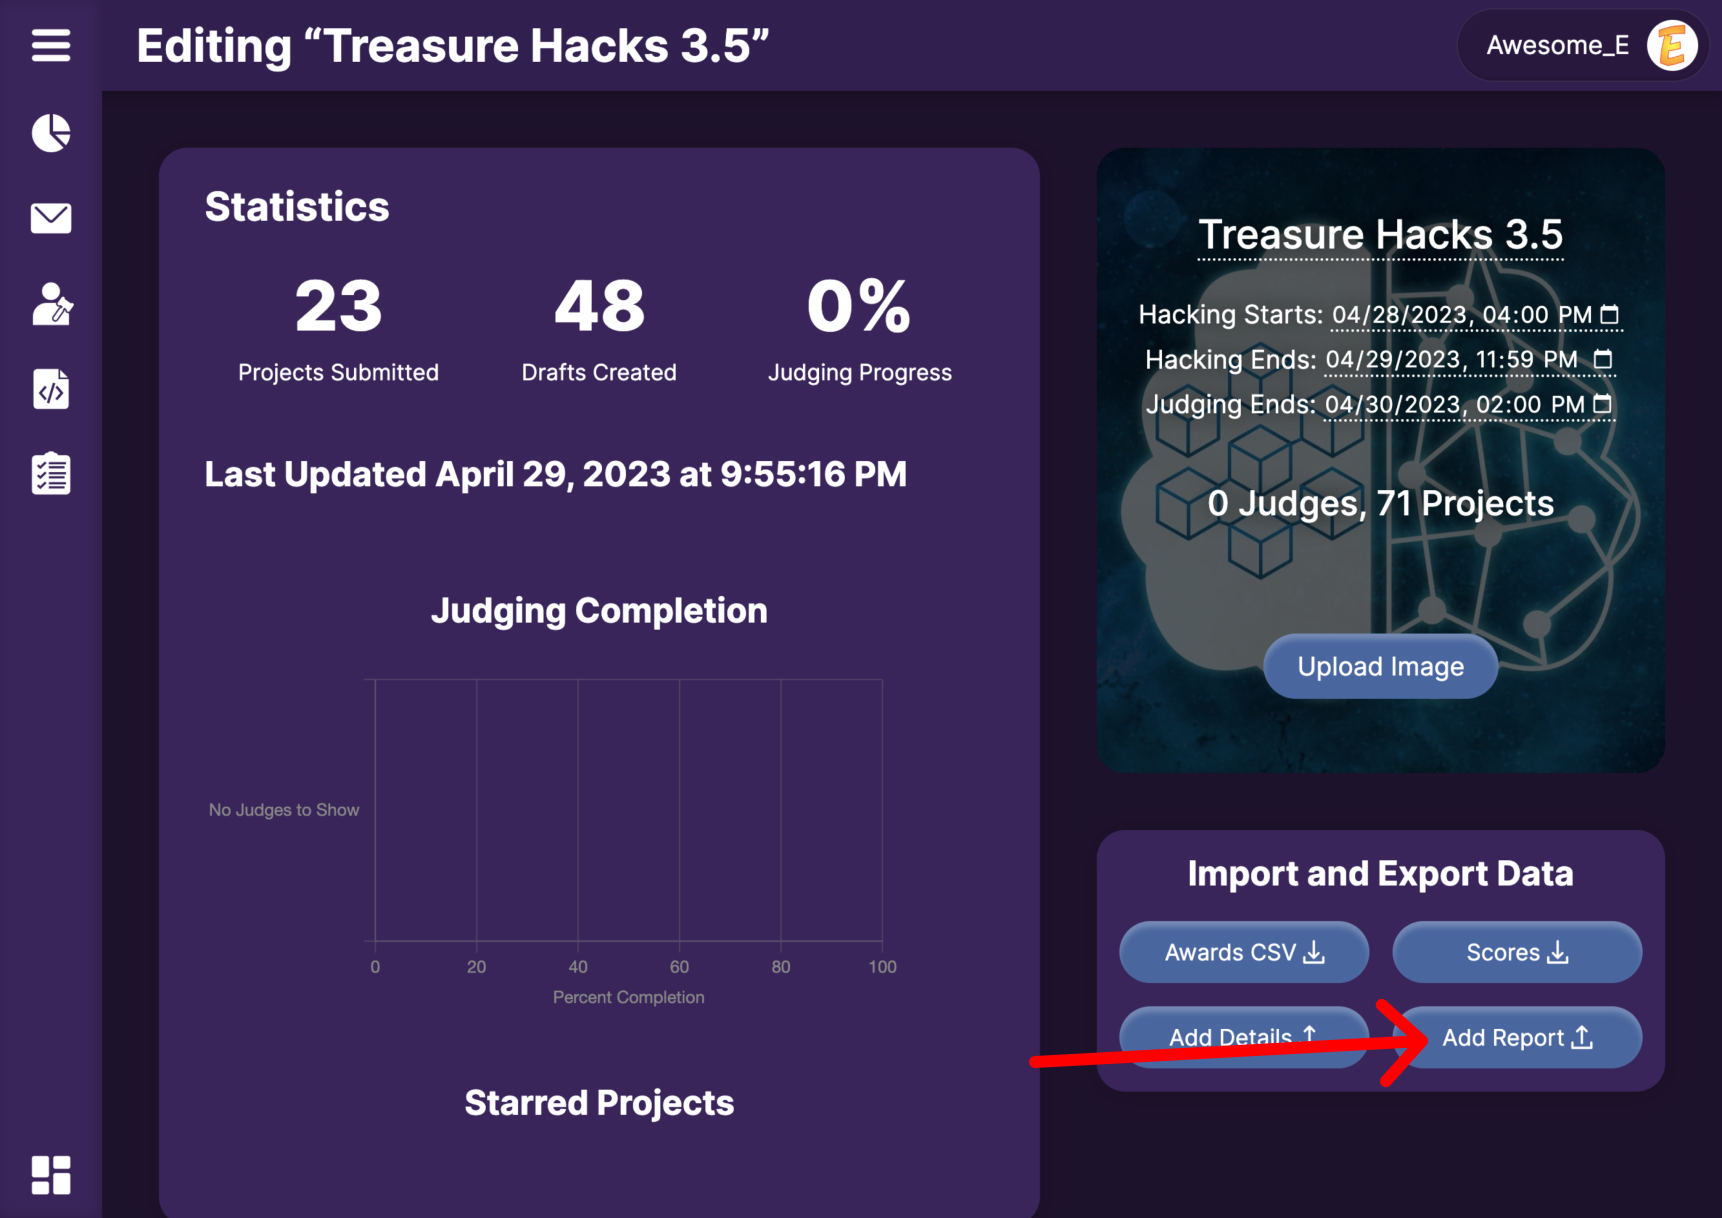 Editing “Treasure Hacks 3.5”
Awesome_E
E
Statistics
23
Projects Submitted
48
Drafts Created
0%
Judging Progress
Last Updated April 29, 2023 at 9:55:16 PM
Judging Completion
No Judges to Show
0 20 40 60 80 100
Percent Completion
Starred Projects
Treasure Hacks 3.5
Hacking Starts: 04/28/2023, 04:00 PM
Hacking Ends: 04/29/2023, 11:59 PM
Judging Ends: 04/30/2023, 02:00 PM
0 Judges, 71 Projects
Upload Image
Import and Export Data
Awards CSV
Scores
Add Details
Add Report